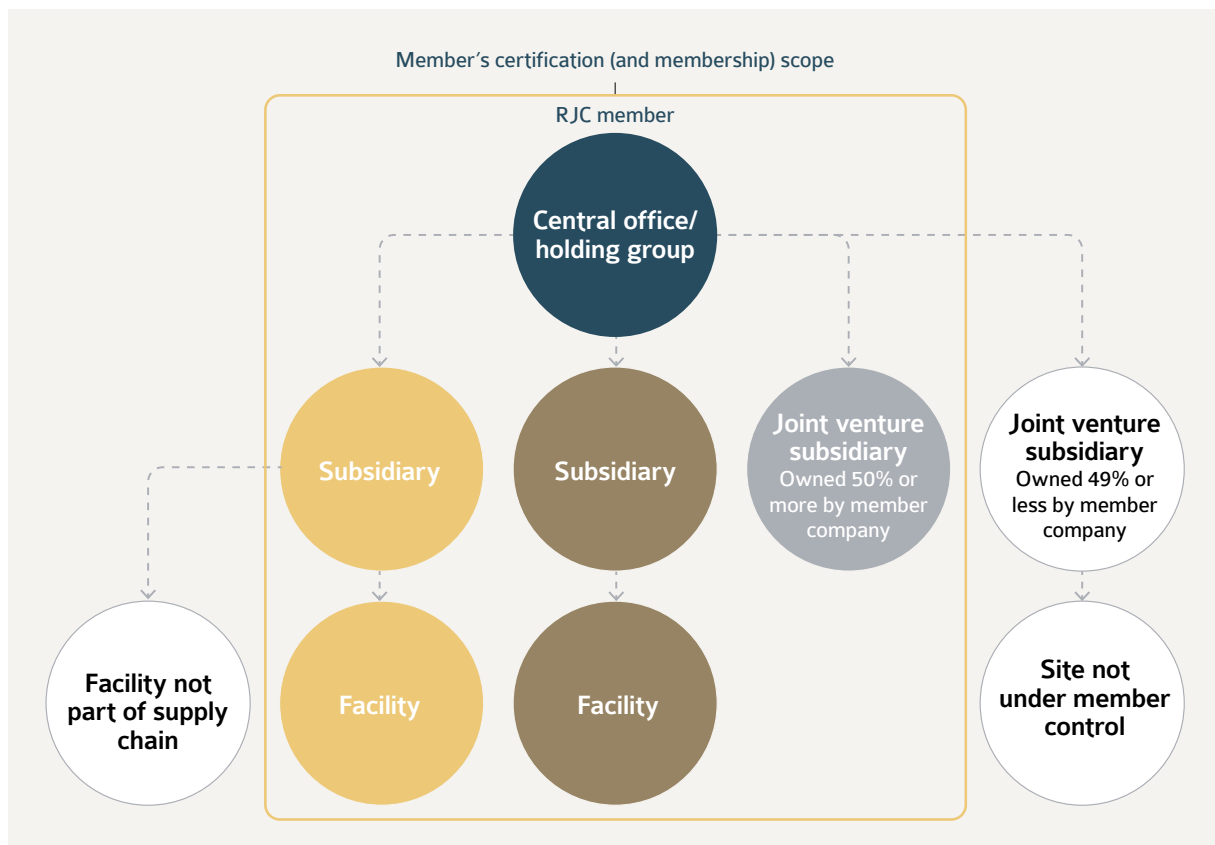 Member's certification (and membership) scope
RJC member
Central office/
holding group
Subsidiary
Subsidiary
Joint venture
subsidiary
Owned 50% or
more by member
company
Joint venture
subsidiary
Owned 49% or
less by member
company
Facility not
part of supply
chain
Facility
Facility
Site not
under member
control